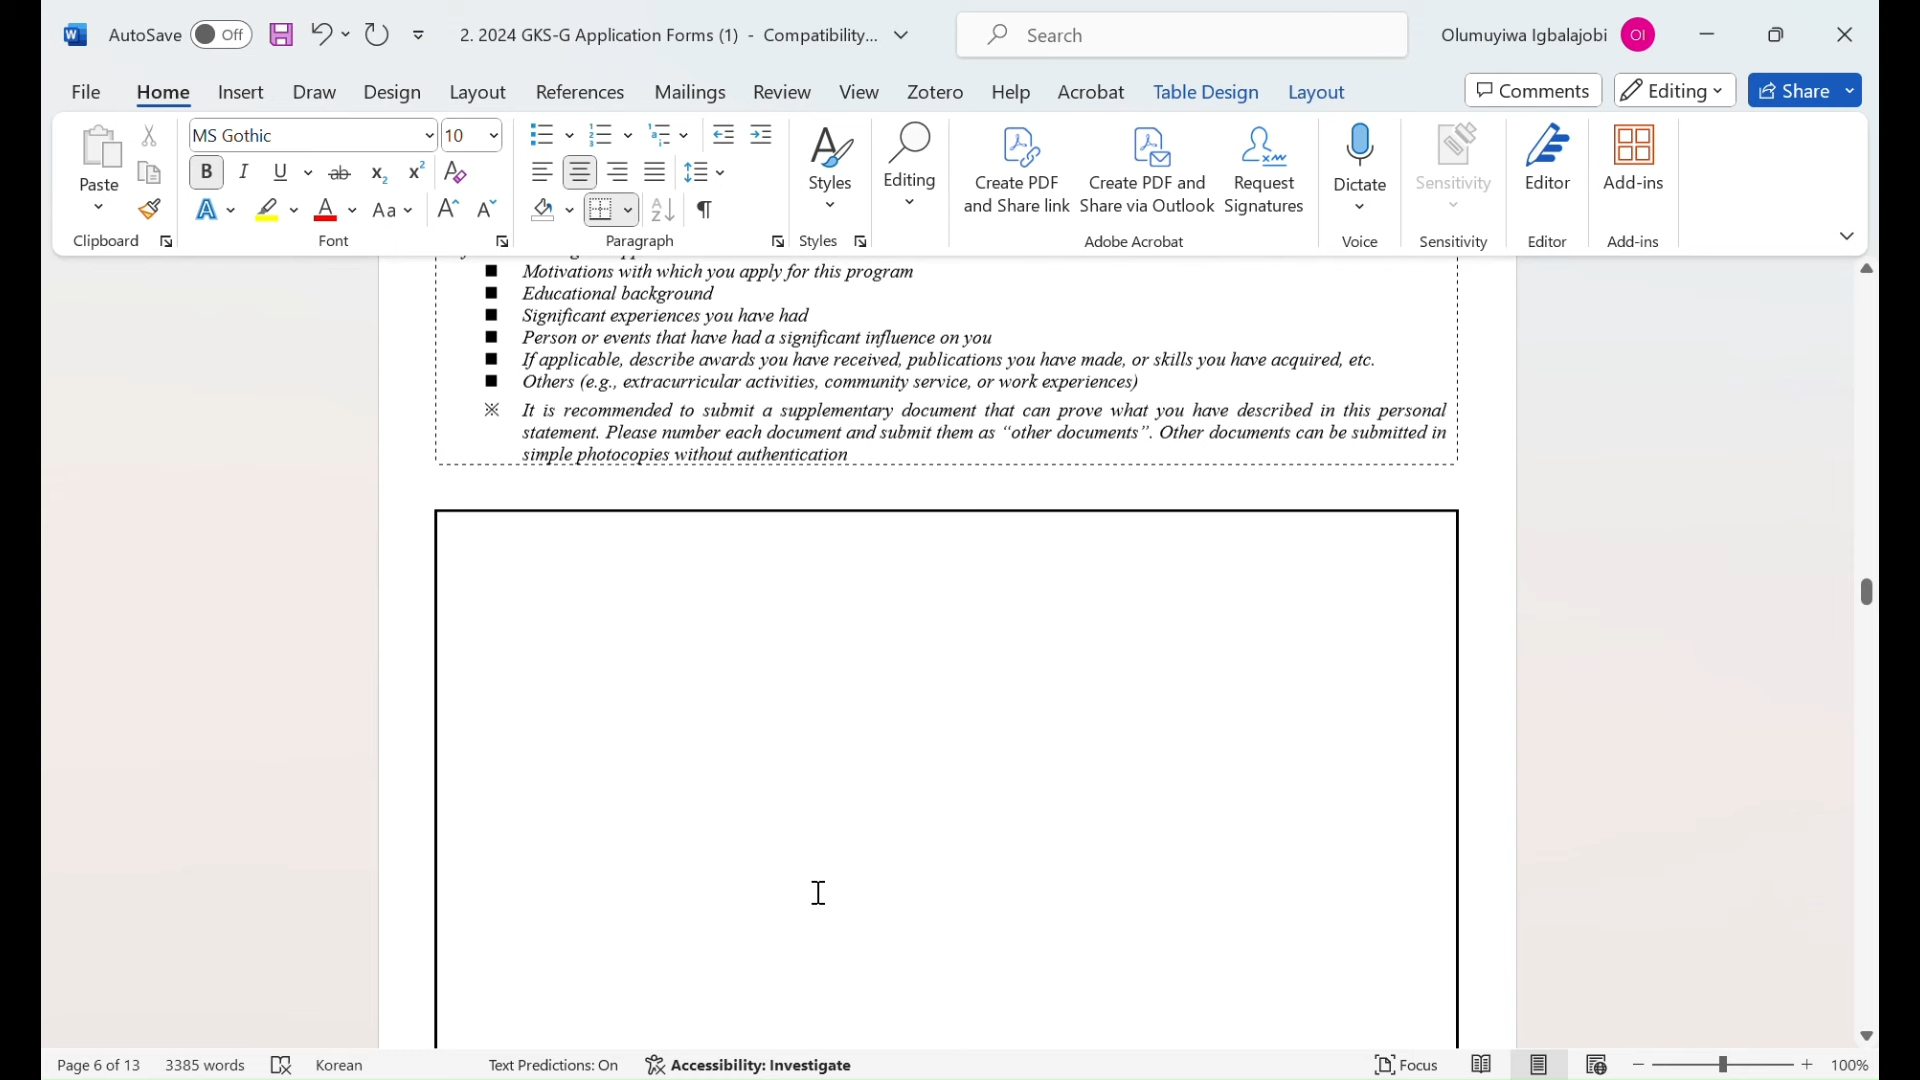 AutoSave Off 2. 2024 GKS-G Application Forms (1) - Compatibility... Search Olumuyiwa Igbalajobi OI
File Home Insert Draw Design Layout References Mailings Review View Zotero Help Acrobat Table Design Layout Comments Editing Share
MS Gothic 10
Paste
B I U ab x₂ x² A
A A Aa A A
Styles
Editing
Create PDF
and Share link
Create PDF and
Share via Outlook
Request
Signatures
Dictate
Sensitivity
Editor
Add-ins
Clipboard Font Paragraph Styles Adobe Acrobat Voice Sensitivity Editor Add-ins
■ Motivations with which you apply for this program
■ Educational background
■ Significant experiences you have had
■ Person or events that have had a significant influence on you
■ If applicable, describe awards you have received, publications you have made, or skills you have acquired, etc.
■ Others (e.g., extracurricular activities, community service, or work experiences)
※ It is recommended to submit a supplementary document that can prove what you have described in this personal
statement. Please number each document and submit them as “other documents”. Other documents can be submitted in
simple photocopies without authentication
Page 6 of 13 3385 words Korean Text Predictions: On Accessibility: Investigate Focus 100%